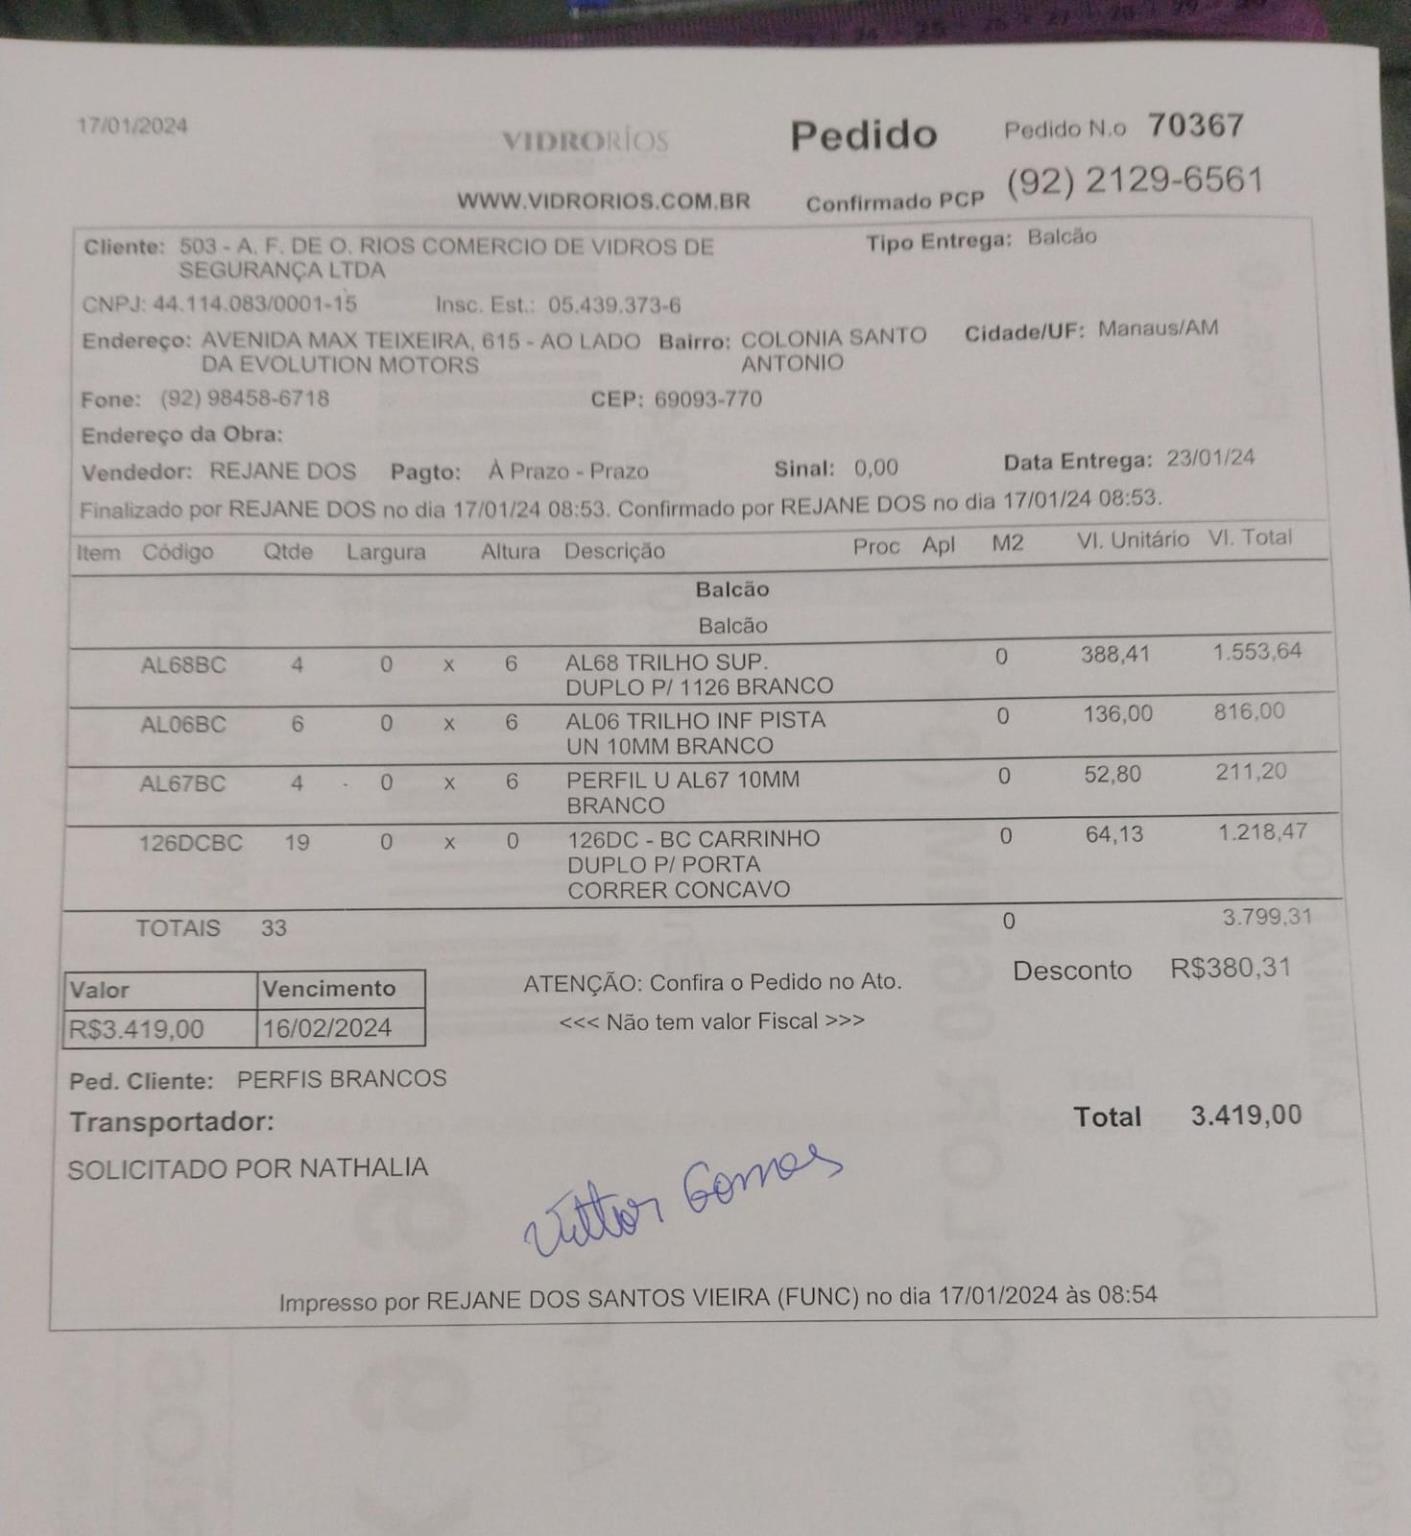 17/01/2024
VIDRORÍOS
Pedido
Pedido N.o 70367
WWW.VIDRORIOS.COM.BR
Confirmado PCP
(92) 2129-6561
Cliente: 503 - A. F. DE O. RIOS COMERCIO DE VIDROS DE
SEGURANÇA LTDA
Tipo Entrega: Balcão
CNPJ: 44.114.083/0001-15 Insc. Est.: 05.439.373-6
Endereço: AVENIDA MAX TEIXEIRA, 615 - AO LADO Bairro: COLONIA SANTO Cidade/UF: Manaus/AM
DA EVOLUTION MOTORS ANTONIO
Fone: (92) 98458-6718 CEP: 69093-770
Endereço da Obra:
Vendedor: REJANE DOS Pagto: À Prazo - Prazo Sinal: 0,00 Data Entrega: 23/01/24
Finalizado por REJANE DOS no dia 17/01/24 08:53. Confirmado por REJANE DOS no dia 17/01/24 08:53.
Item Código Qtde Largura Altura Descrição Proc Apl M2 Vl. Unitário Vl. Total
Balcão
Balcão
AL68BC 4 0 x 6 AL68 TRILHO SUP. 0 388,41 1.553,64
DUPLO P/ 1126 BRANCO
AL06BC 6 0 x 6 AL06 TRILHO INF PISTA 0 136,00 816,00
UN 10MM BRANCO
AL67BC 4 0 x 6 PERFIL U AL67 10MM 0 52,80 211,20
BRANCO
126DCBC 19 0 x 0 126DC - BC CARRINHO 0 64,13 1.218,47
DUPLO P/ PORTA
CORRER CONCAVO
TOTAIS 33 0 3.799,31
Valor Vencimento
R$3.419,00 16/02/2024
ATENÇÃO: Confira o Pedido no Ato.
<<< Não tem valor Fiscal >>>
Desconto R$380,31
Ped. Cliente: PERFIS BRANCOS
Transportador:
Total 3.419,00
SOLICITADO POR NATHALIA
Vittor Gomes
Impresso por REJANE DOS SANTOS VIEIRA (FUNC) no dia 17/01/2024 às 08:54